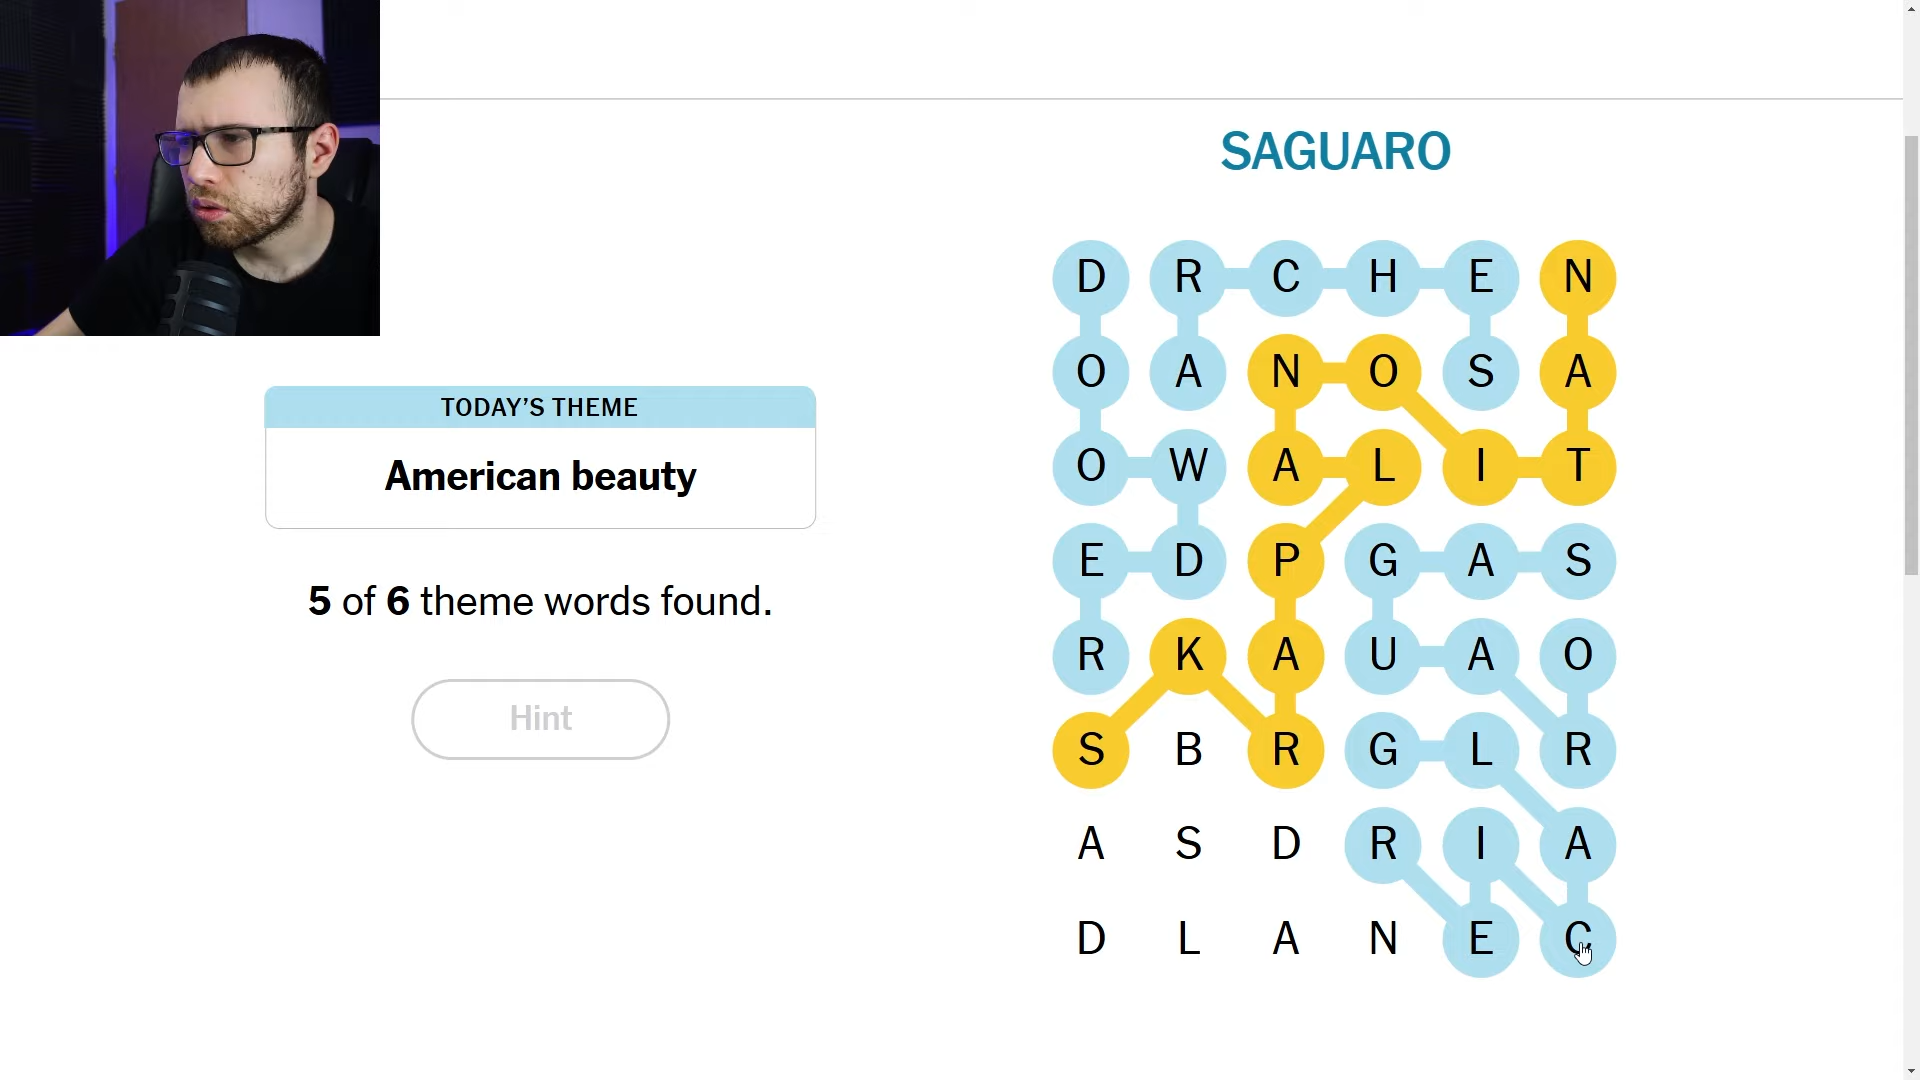 SAGUARO
TODAY'S THEME
American beauty
5 of 6 theme words found.
Hint
D R C H E N
O A N O S A
O W A L I T
E D P G A S
R K A U A O
S B R G L R
A S D R I A
D L A N E C